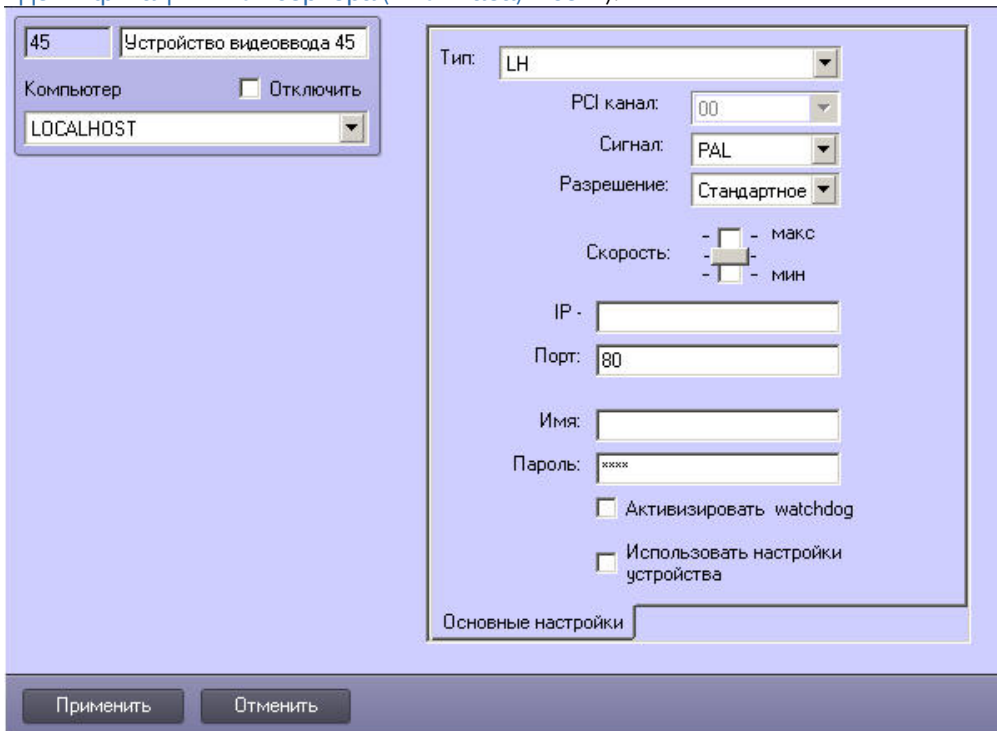 45 Устройство видеоввода 45
Компьютер Отключить
LOCALHOST
Тип: LH
PCI канал: 00
Сигнал: PAL
Разрешение: Стандартное
- - макс
Скорость: - -
- - мин
IP -
Порт: 80
Имя:
Пароль: ****
Активизировать watchdog
Использовать настройки
устройства
Основные настройки
Применить Отменить